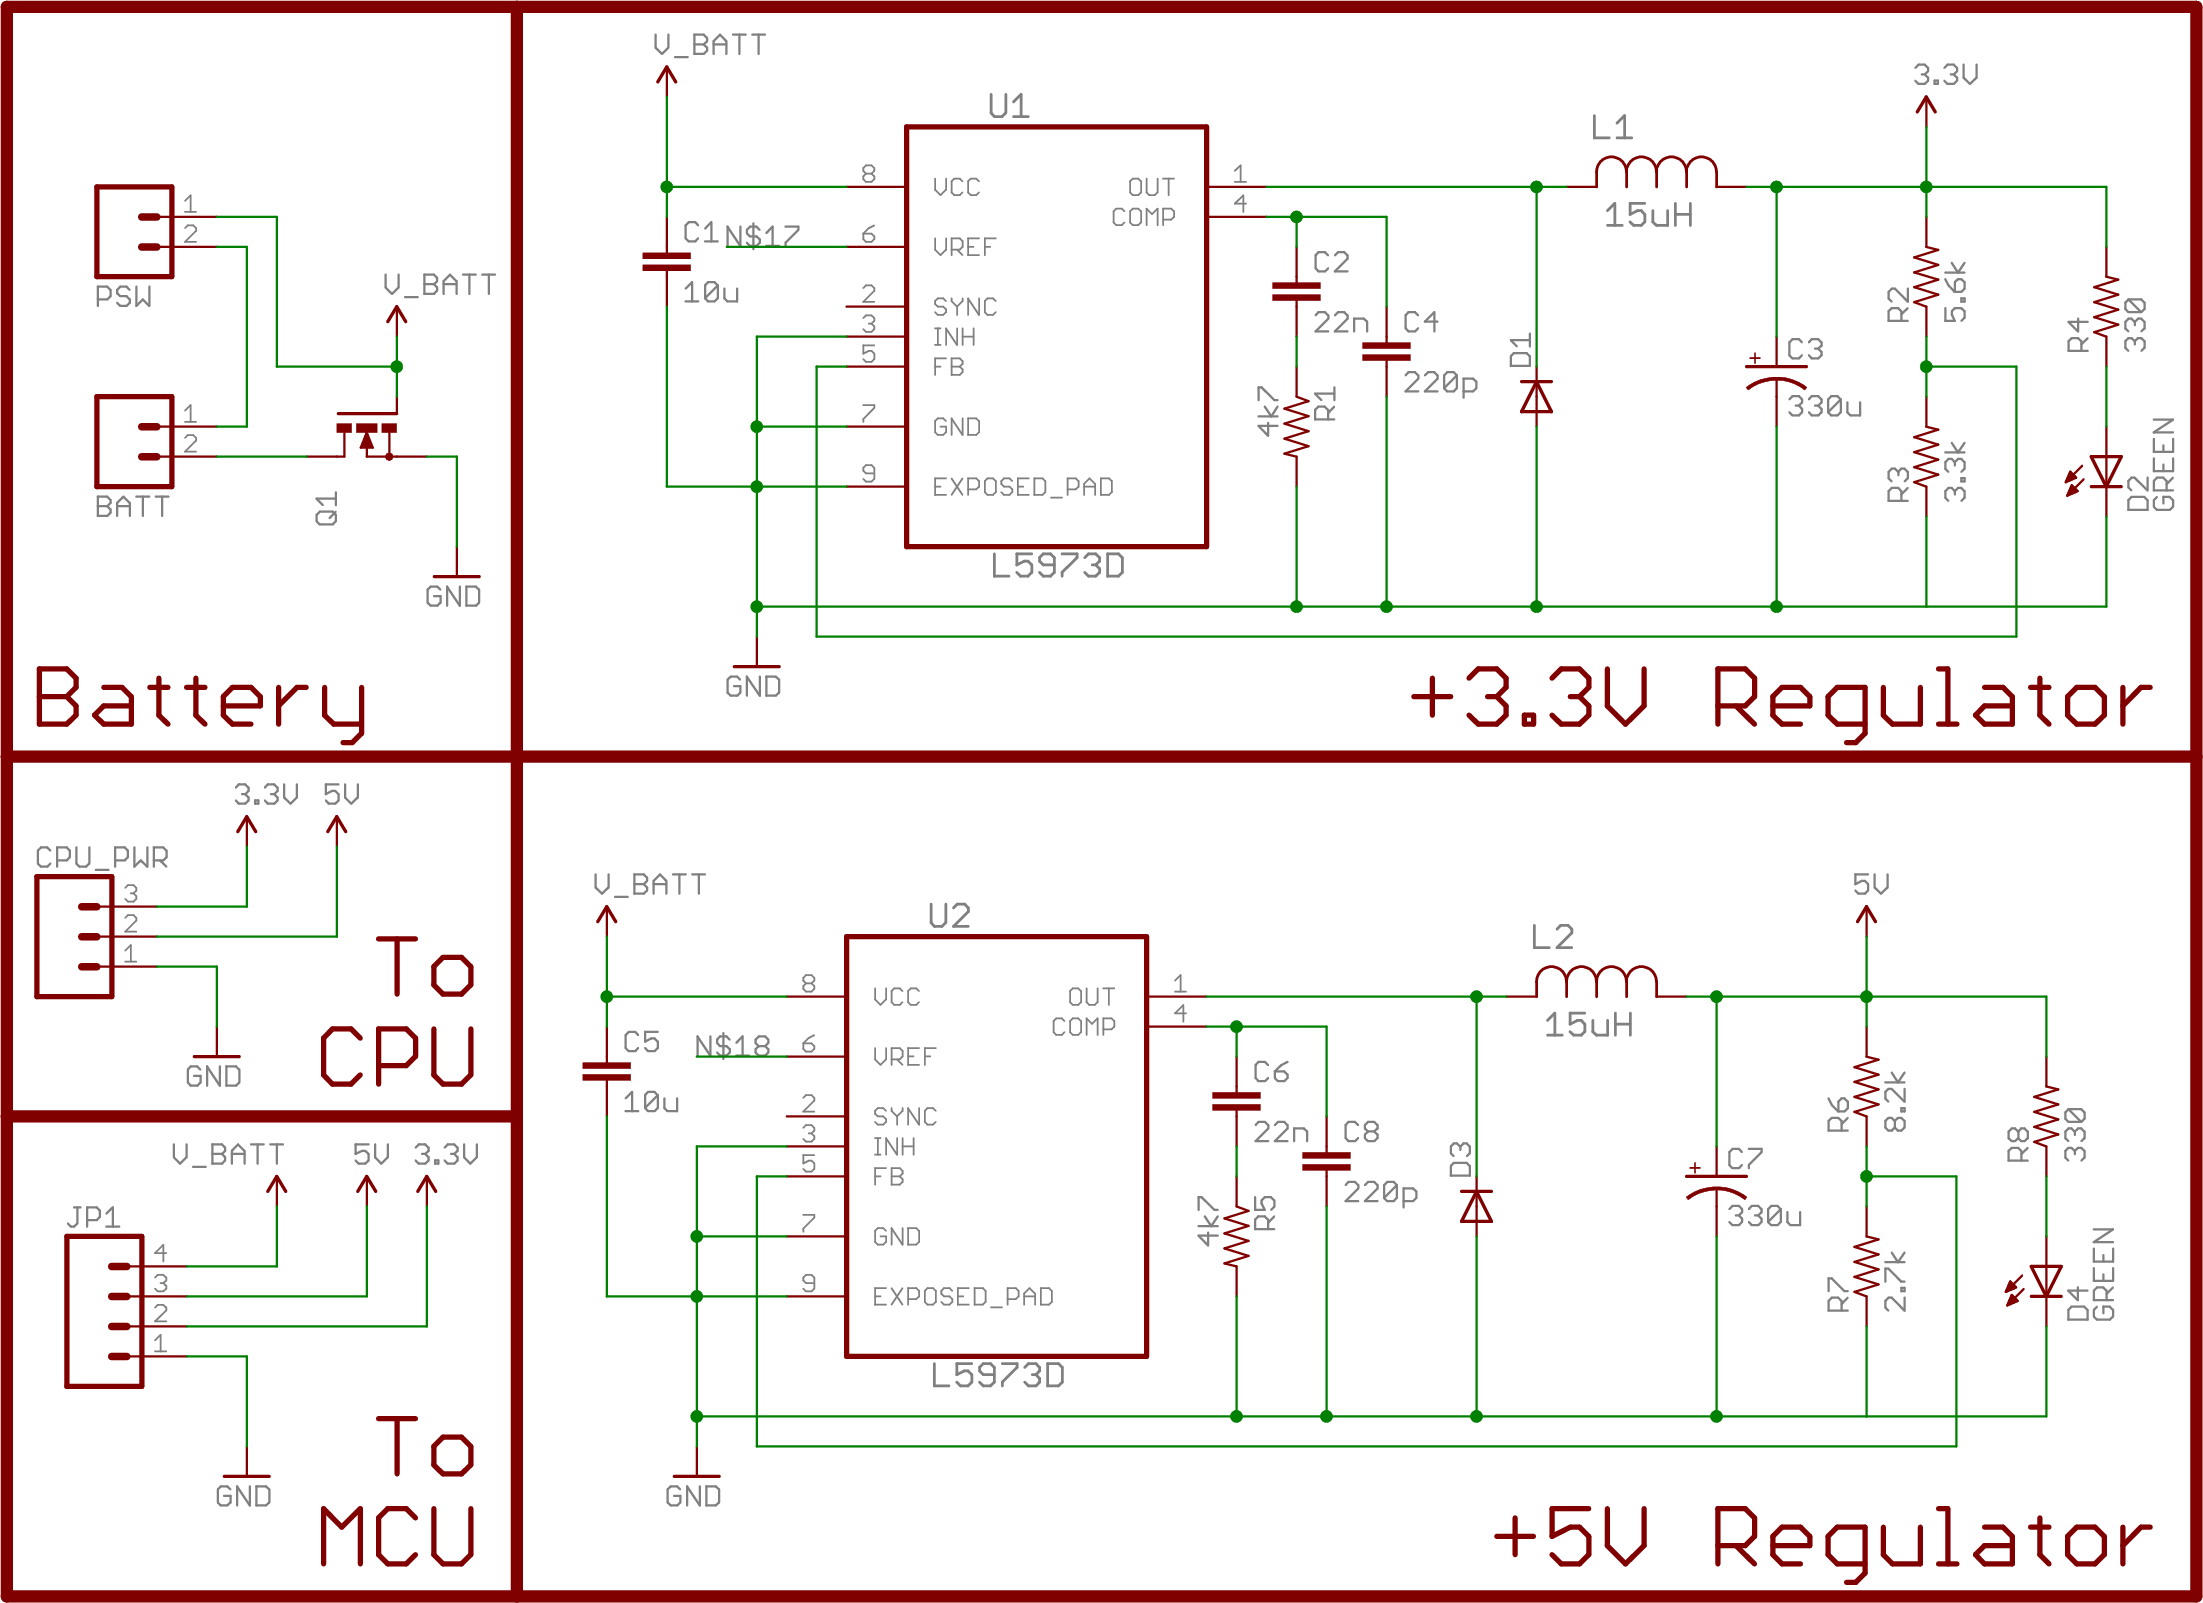 V_BATT
1
2
PSW
V_BATT
1
2
BATT
Q1
GND
Battery
V_BATT
U1
3.3V
L1
15uH
8
VCC
OUT
1
COMP
4
C1
10u
N$17
6
VREF
2
SYNC
3
INH
5
FB
7
GND
9
EXPOSED_PAD
L5973D
C2
22n
C4
220p
4k7
R1
D1
+
C3
330u
R2
5.6k
R3
3.3k
R4
330
D2
GREEN
GND
+3.3V Regulator
3.3V 5V
CPU_PWR
3
2
1
GND
To
CPU
V_BATT 5V 3.3V
JP1
4
3
2
1
GND
To
MCU
V_BATT
U2
5V
L2
15uH
8
VCC
OUT
1
COMP
4
C5
10u
N$18
6
VREF
2
SYNC
3
INH
5
FB
7
GND
9
EXPOSED_PAD
L5973D
C6
22n
C8
220p
4k7
R5
D3
+
C7
330u
R6
8.2k
R7
2.7k
R8
330
D4
GREEN
GND
+5V Regulator